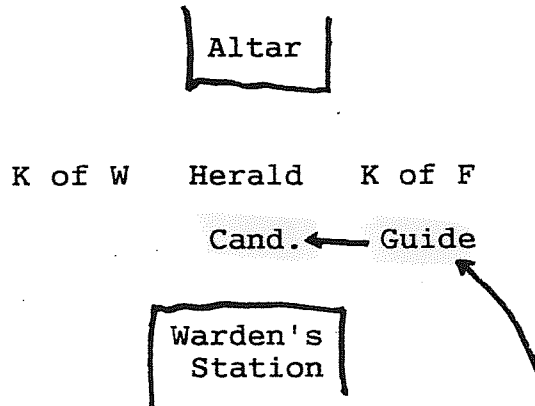 Altar
K of W Herald K of F
Cand. Guide
Warden's
Station